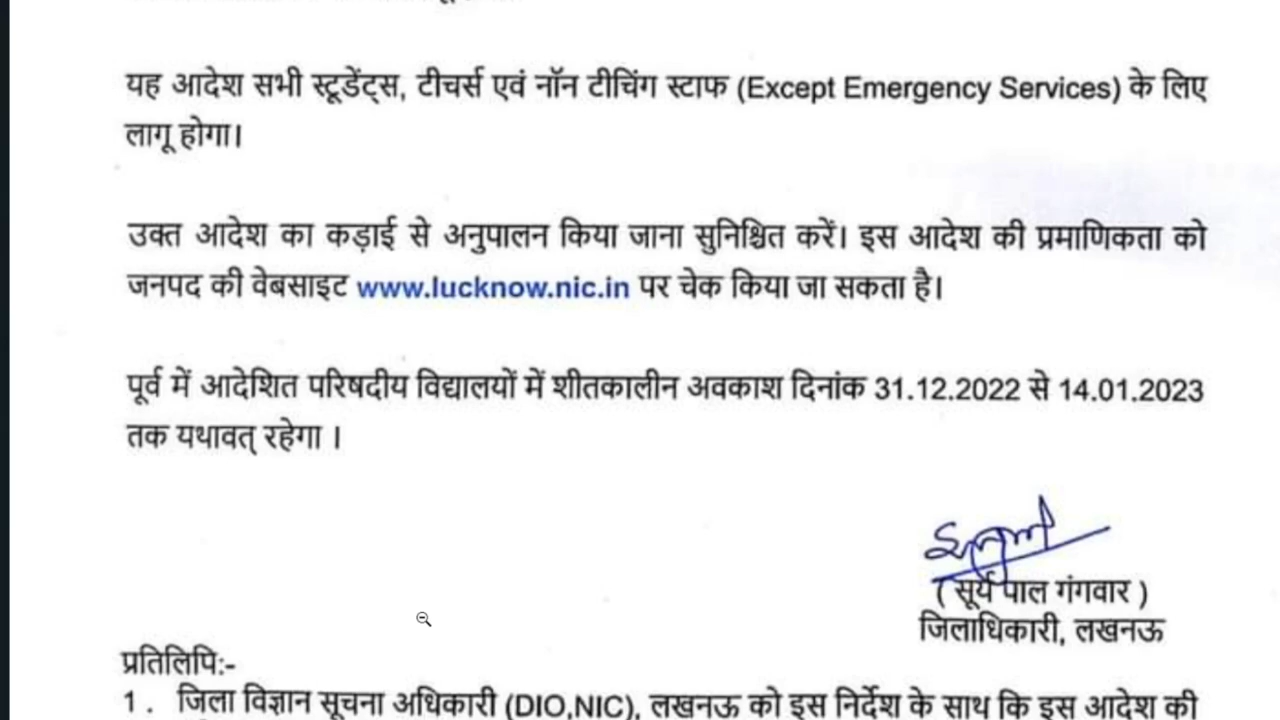 यह आदेश सभी स्टूडेंट्स, टीचर्स एवं नॉन टीचिंग स्टाफ (Except Emergency Services) के लिए
लागू होगा।
उक्त आदेश का कड़ाई से अनुपालन किया जाना सुनिश्चित करें। इस आदेश की प्रमाणिकता को
जनपद की वेबसाइट www.lucknow.nic.in पर चेक किया जा सकता है।
पूर्व में आदेशित परिषदीय विद्यालयों में शीतकालीन अवकाश दिनांक 31.12.2022 से 14.01.2023
तक यथावत् रहेगा ।
( सूर्य पाल गंगवार )
जिलाधिकारी, लखनऊ
प्रतिलिपि:-
1. जिला विज्ञान सूचना अधिकारी (DIO,NIC), लखनऊ को इस निर्देश के साथ कि इस आदेश की